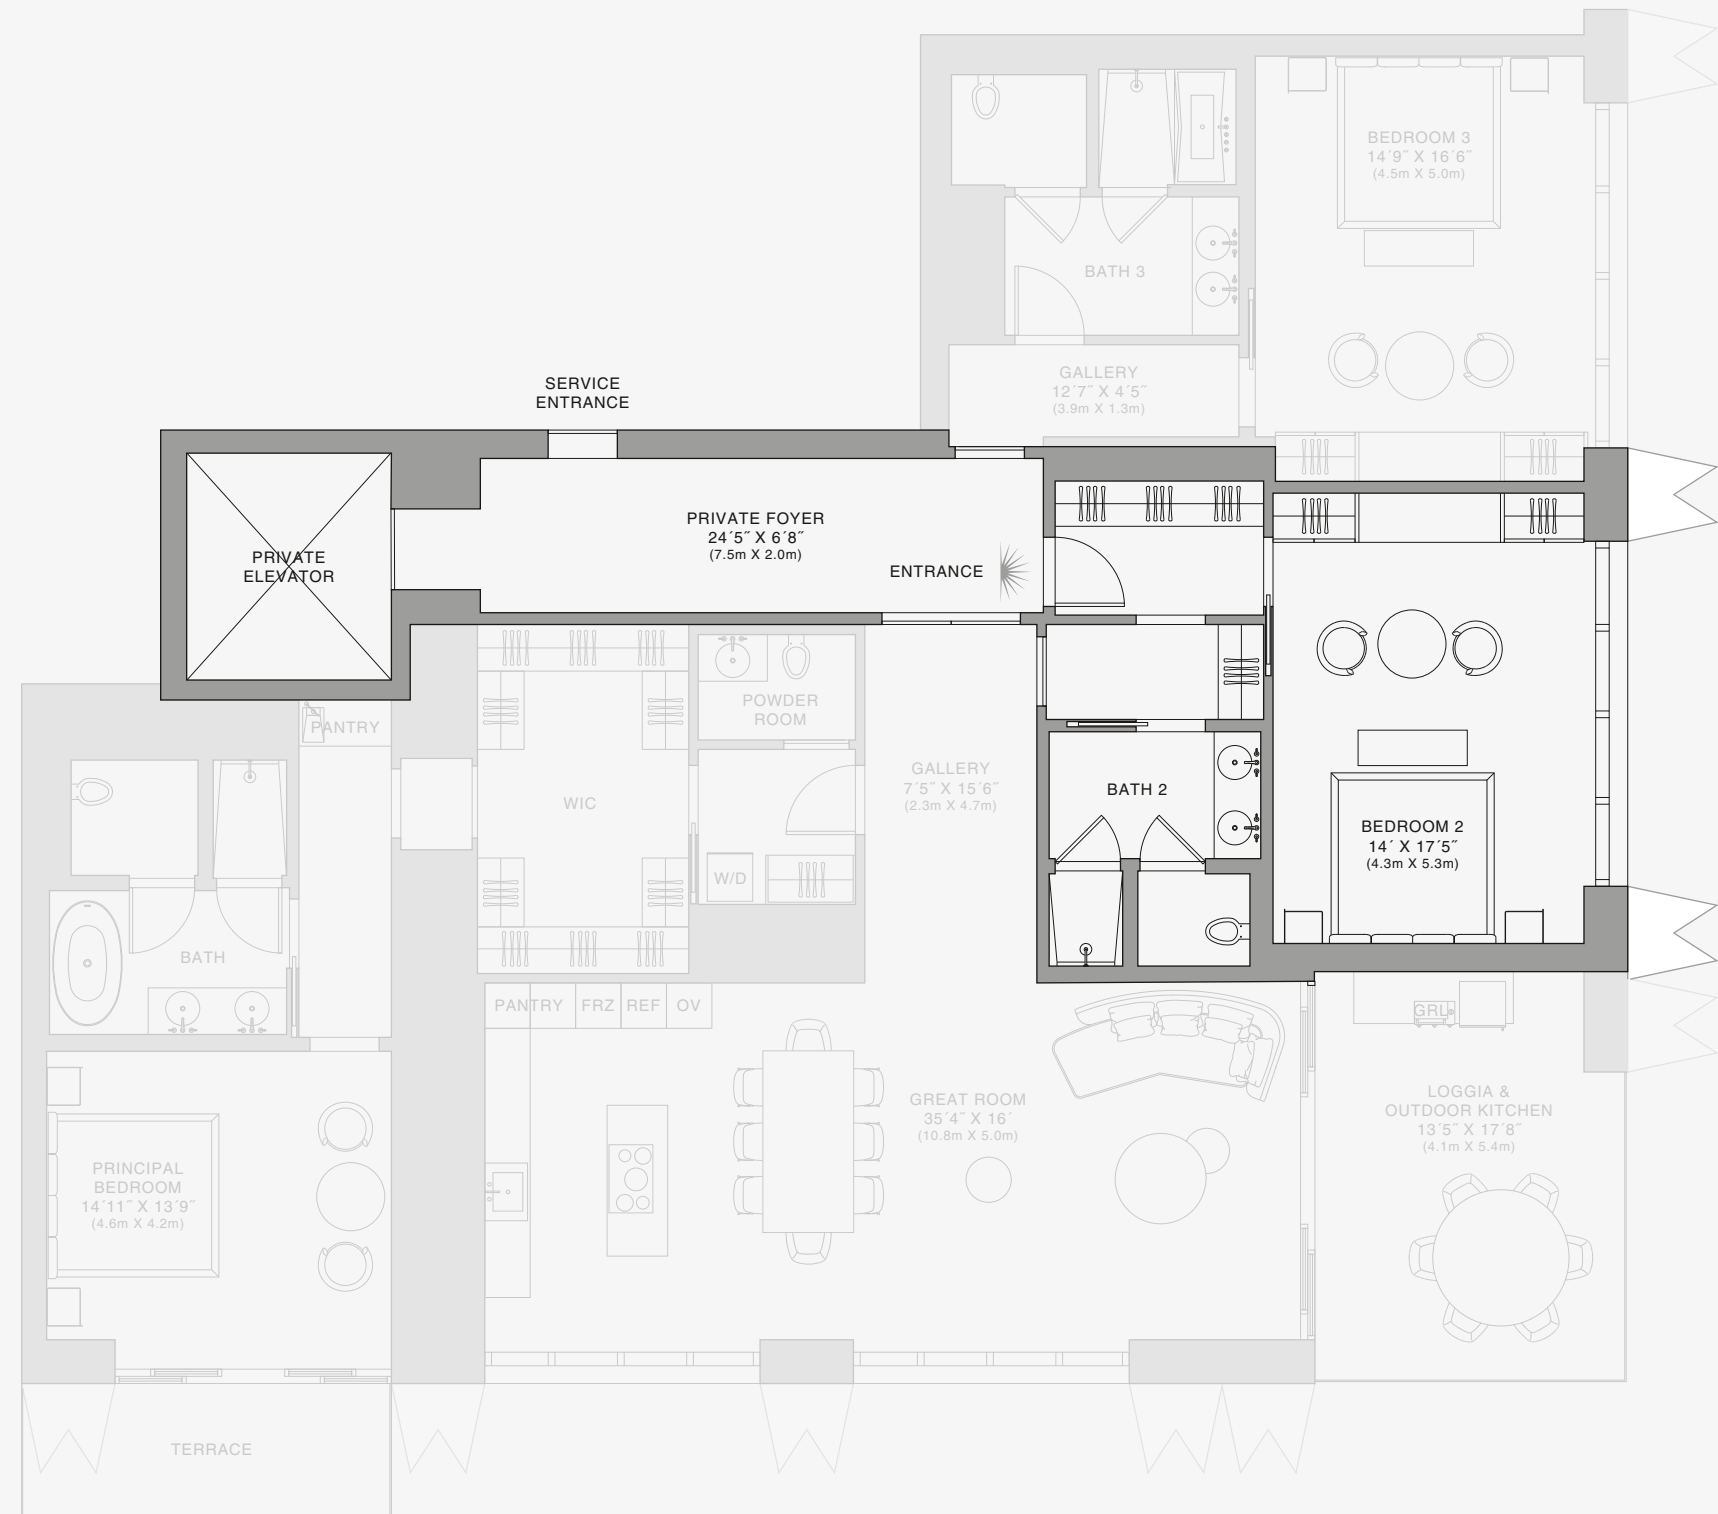 BEDROOM 3
14´9˝ X 16´6˝
(4.5m X 5.0m)
BATH 3
GALLERY
12´7˝ X 4´5˝
(3.9m X 1.3m)
SERVICE
ENTRANCE
PRIVATE FOYER
24´5˝ X 6´8˝
(7.5m X 2.0m)
PRIVATE
ELEVATOR
ENTRANCE
PANTRY
POWDER
ROOM
WIC
GALLERY
7´5˝ X 15´6˝
(2.3m X 4.7m)
BATH 2
BEDROOM 2
14´ X 17´5˝
(4.3m X 5.3m)
W/D
BATH
PANTRY
FRZ
REF
OV
GRL
GREAT ROOM
35´4˝ X 16´
(10.8m X 5.0m)
LOGGIA &
OUTDOOR KITCHEN
13´5˝ X 17´8˝
(4.1m X 5.4m)
PRINCIPAL
BEDROOM
14´11˝ X 13´9˝
(4.6m X 4.2m)
TERRACE